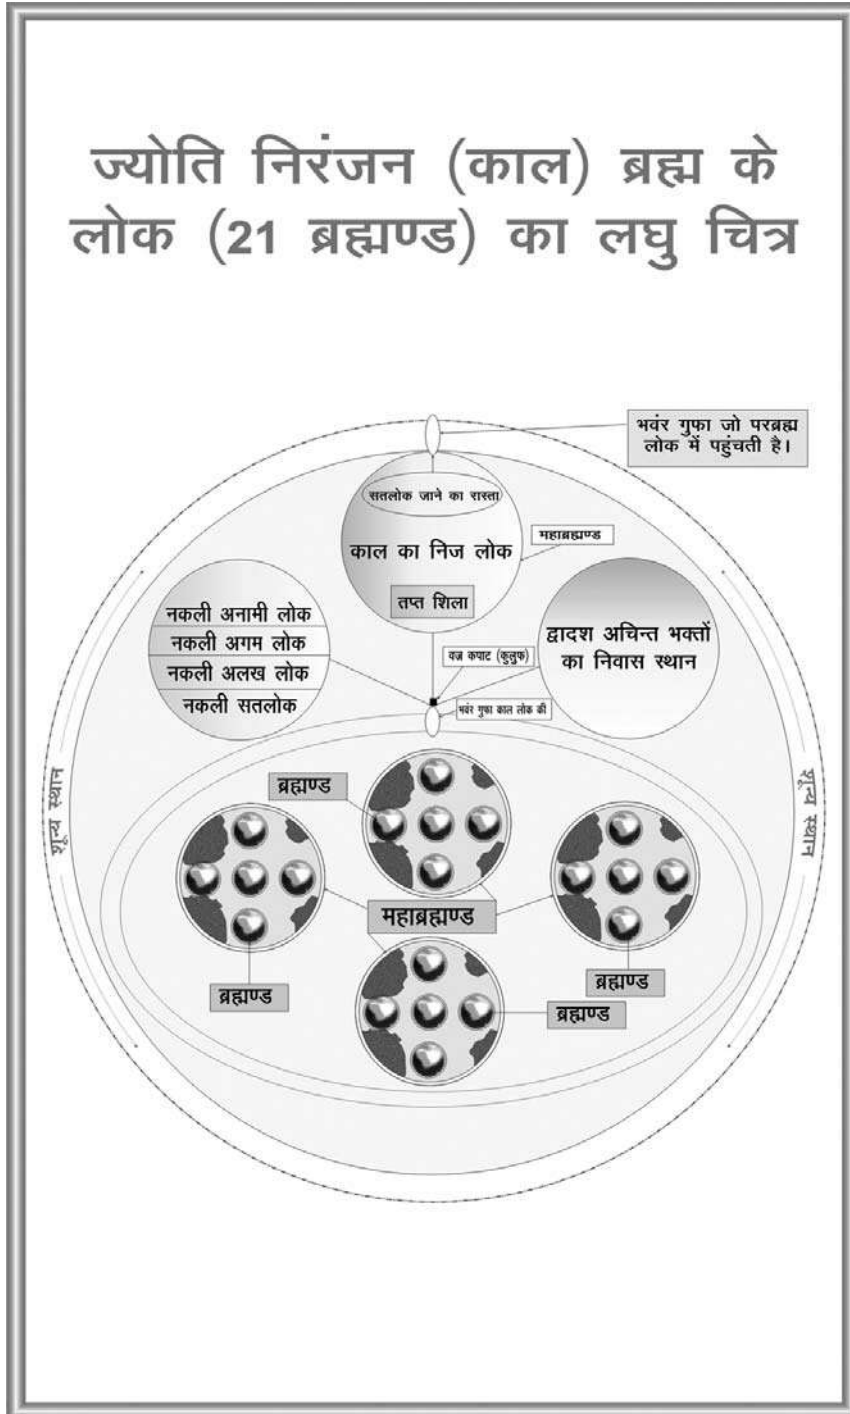 ज्योति निरंजन (काल) ब्रह्म के
लोक (21 ब्रह्मण्ड) का लघु चित्र
भवंर गुफा जो परब्रह्म
लोक में पहुंचती है।
सतलोक जाने का रास्ता
काल का निज लोक
महाब्रह्मण्ड
तप्त शिला
नकली अनामी लोक
नकली अगम लोक
नकली अलख लोक
नकली सतलोक
द्वादश अचिन्त भक्तों
का निवास स्थान
वज्र कपाट (कुलुफ)
भवंर गुफा काल लोक की
शून्य स्थान
शून्य स्थान
ब्रह्मण्ड
महाब्रह्मण्ड
ब्रह्मण्ड
ब्रह्मण्ड
ब्रह्मण्ड